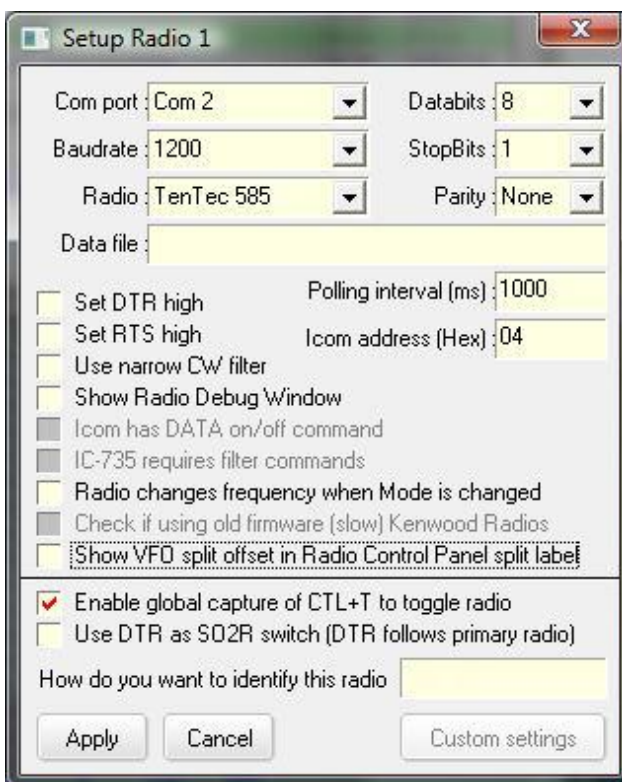 Setup Radio 1
Com port : Com 2 Databits : 8
Baudrate : 1200 StopBits : 1
Radio : TenTec 585 Parity : None
Data file :
Set DTR high Polling interval (ms) : 1000
Set RTS high Icom address (Hex) : 04
Use narrow CW filter
Show Radio Debug Window
Icom has DATA on/off command
IC-735 requires filter commands
Radio changes frequency when Mode is changed
Check if using old firmware (slow) Kenwood Radios
Show VFO split offset in Radio Control Panel split label
Enable global capture of CTL+T to toggle radio
Use DTR as SO2R switch (DTR follows primary radio)
How do you want to identify this radio
Apply Cancel Custom settings